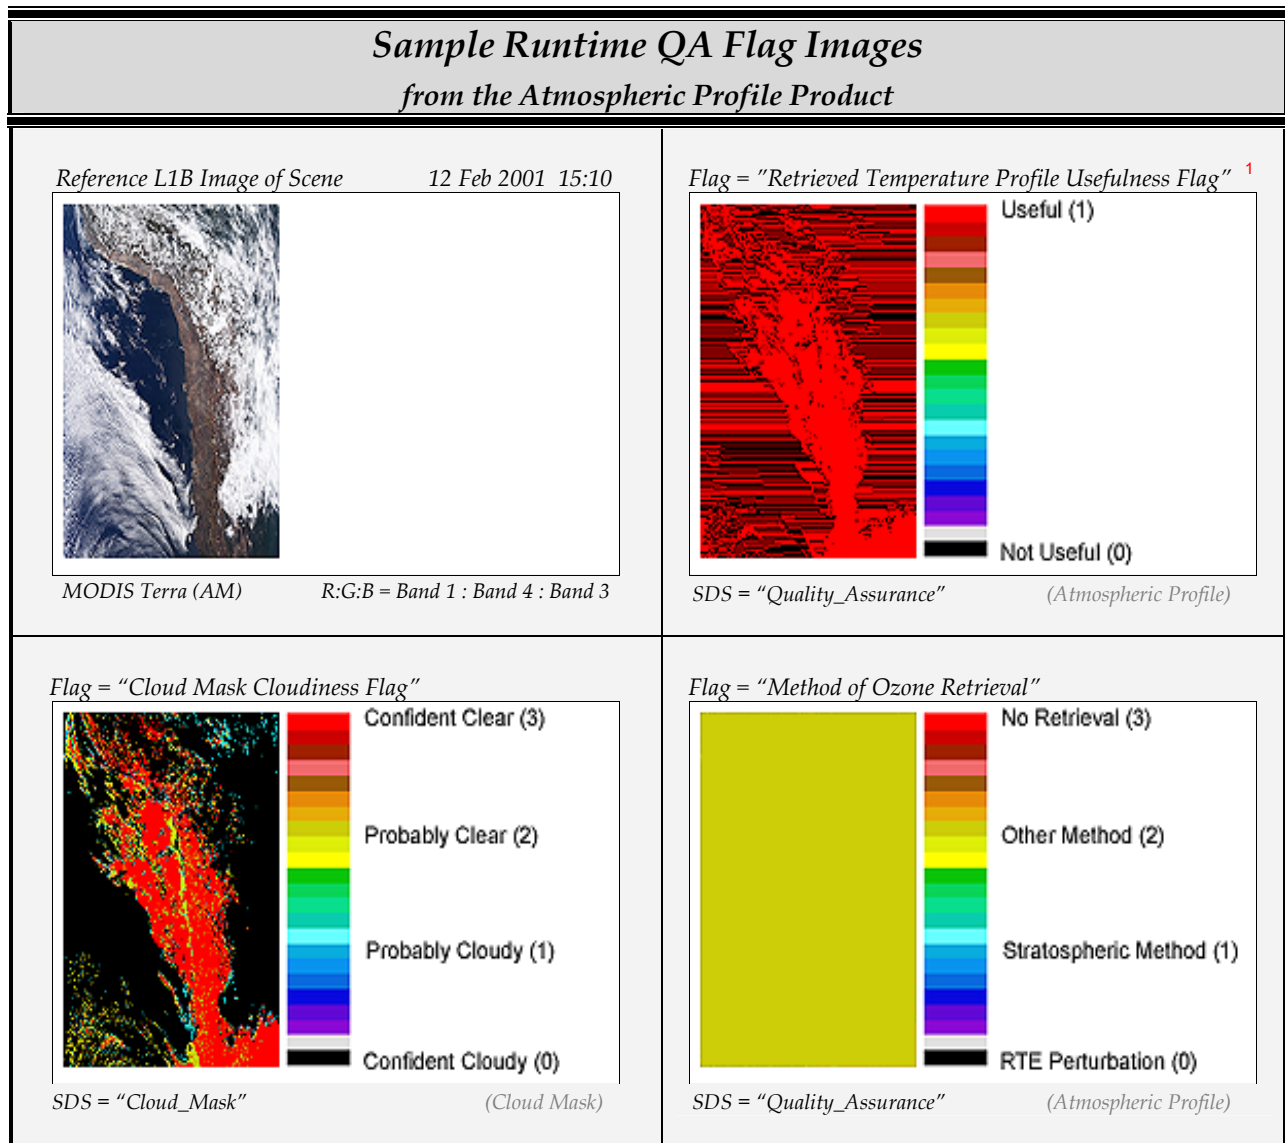 Sample Runtime QA Flag Images
from the Atmospheric Profile Product
Reference L1B Image of Scene 12 Feb 2001 15:10
MODIS Terra (AM) R:G:B = Band 1 : Band 4 : Band 3
Flag = ”Retrieved Temperature Profile Usefulness Flag” 1
Useful (1)
Not Useful (0)
SDS = “Quality_Assurance” (Atmospheric Profile)
Flag = “Cloud Mask Cloudiness Flag”
Confident Clear (3)
Probably Clear (2)
Probably Cloudy (1)
Confident Cloudy (0)
SDS = “Cloud_Mask” (Cloud Mask)
Flag = “Method of Ozone Retrieval”
No Retrieval (3)
Other Method (2)
Stratospheric Method (1)
RTE Perturbation (0)
SDS = “Quality_Assurance” (Atmospheric Profile)